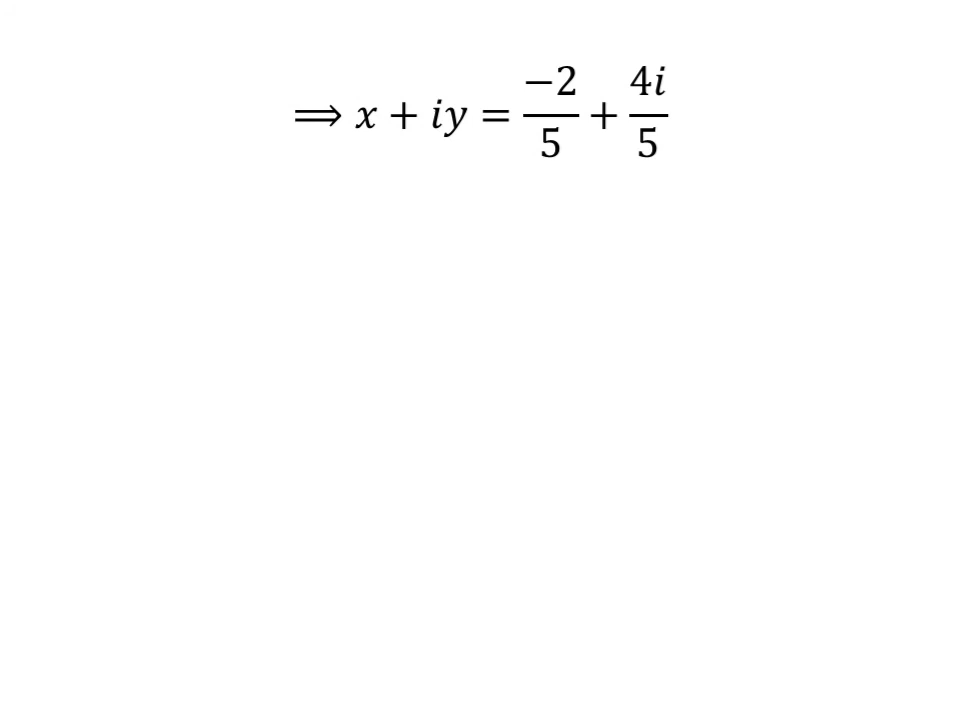 ⟹ x + iy = −2/5 + 4i/5